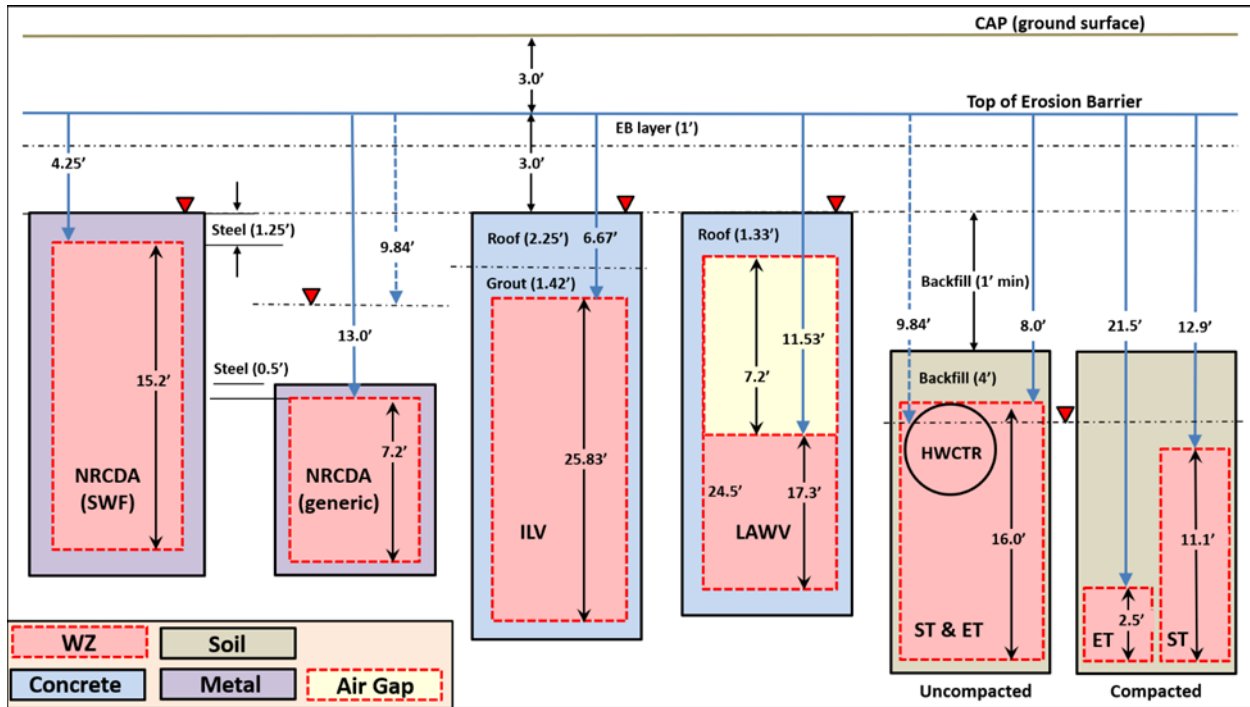 CAP (ground surface)
3.0’
Top of Erosion Barrier
EB layer (1’)
4.25’
3.0’
Steel (1.25’)
9.84’
Roof (2.25’)
6.67’
Roof (1.33’)
Grout (1.42’)
Backfill (1’ min)
13.0’
11.53’
9.84’
8.0’
21.5’
12.9’
Steel (0.5’)
15.2’
7.2’
Backfill (4’)
7.2’
25.83’
HWCTR
NRCDA
(SWF)
NRCDA
(generic)
24.5’
17.3’
16.0’
11.1’
ILV
LAWV
2.5’
ST & ET
ET
ST
WZ
Soil
Concrete
Metal
Air Gap
Uncompacted
Compacted